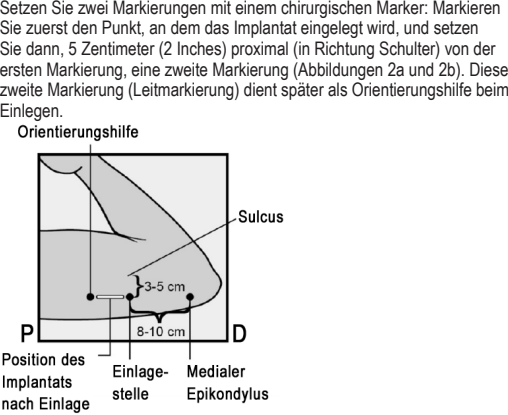 Setzen Sie zwei Markierungen mit einem chirurgischen Marker: Markieren
Sie zuerst den Punkt, an dem das Implantat eingelegt wird, und setzen
Sie dann, 5 Zentimeter (2 Inches) proximal (in Richtung Schulter) von der
ersten Markierung, eine zweite Markierung (Abbildungen 2a und 2b). Diese
zweite Markierung (Leitmarkierung) dient später als Orientierungshilfe beim
Einlegen.
Orientierungshilfe
Sulcus
3-5 cm
8-10 cm
P
D
Position des
Implantats
nach Einlage
Einlage-
stelle
Medialer
Epikondylus